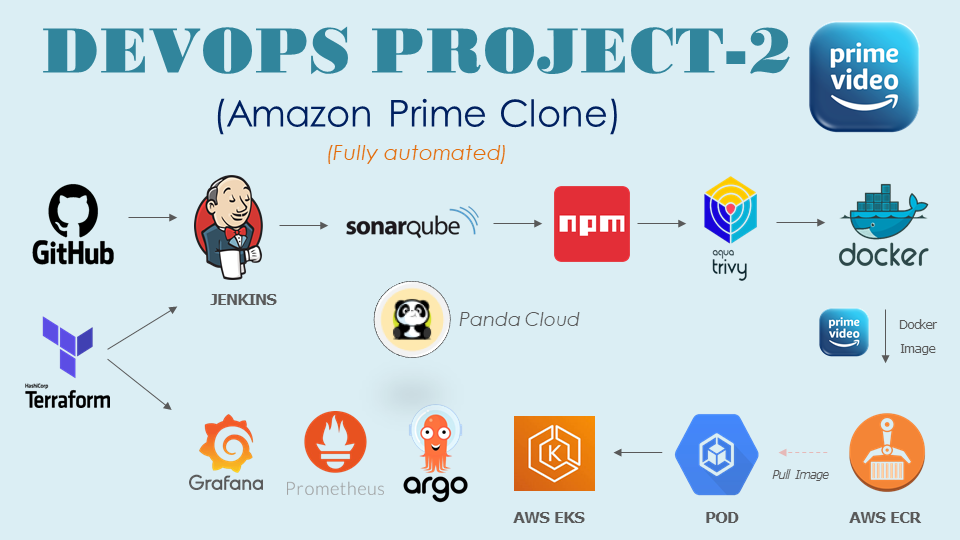 DEVOPS PROJECT-2
(Amazon Prime Clone)
(Fully automated)
prime
video
GitHub
JENKINS
sonarqube
npm
aqua
trivy
docker
Panda Cloud
HashiCorp
Terraform
prime
video
Docker
Image
Grafana
Prometheus
argo
K
AWS EKS
POD
Pull Image
AWS ECR